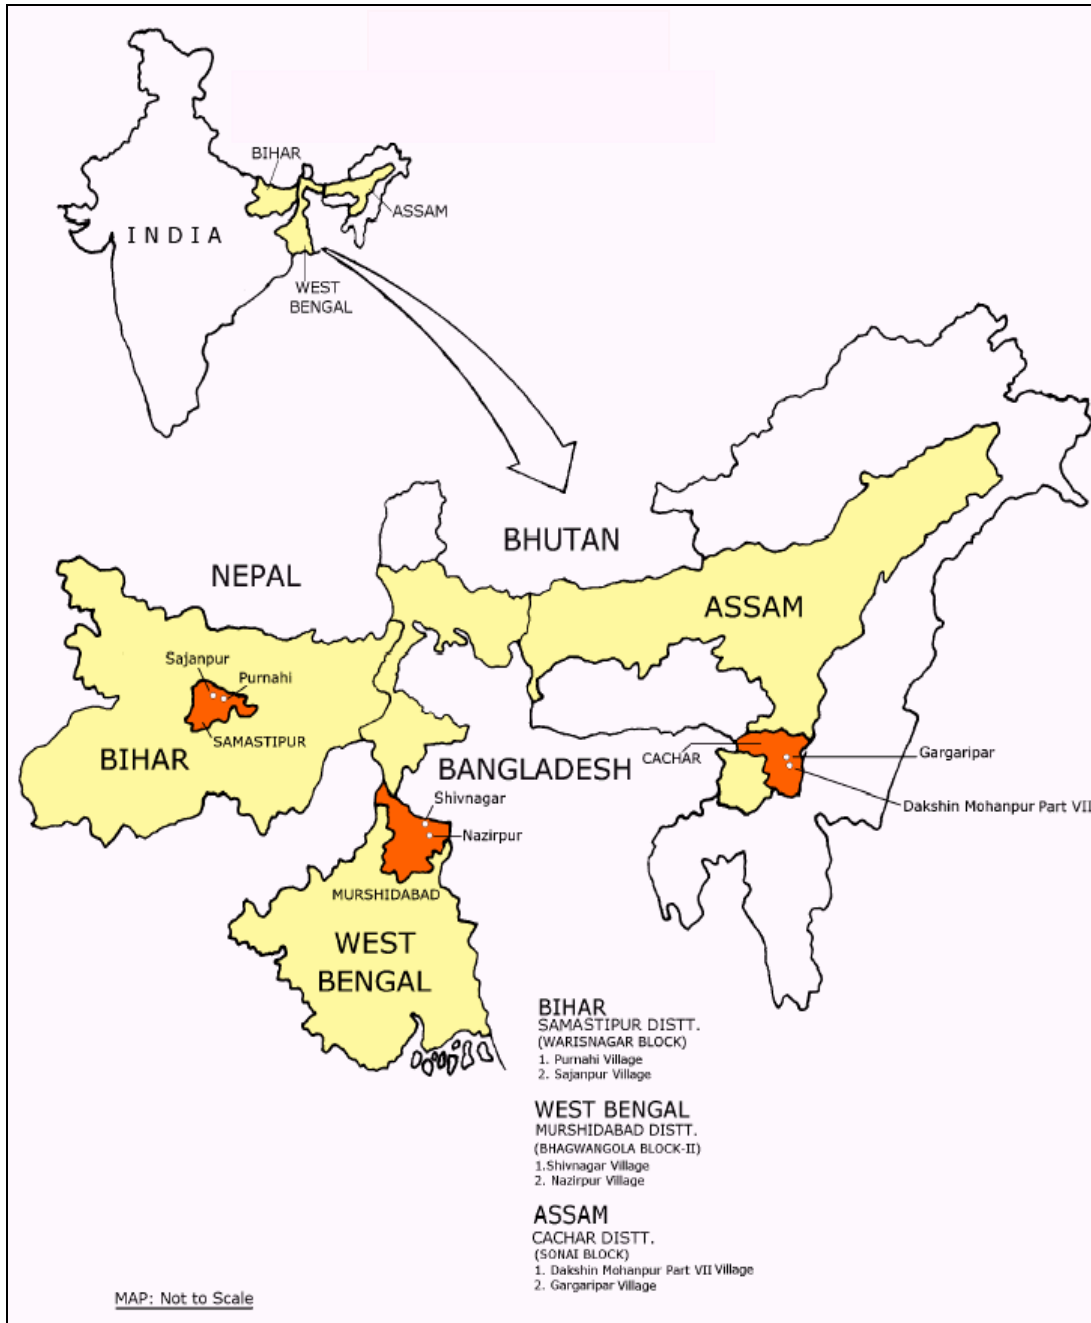 BIHAR
ASSAM
INDIA
WEST
BENGAL
BHUTAN
NEPAL
ASSAM
Sajanpur
Purnahi
SAMASTIPUR
BIHAR
CACHAR
Gargaripar
BANGLADESH
Shivnagar
Dakshin Mohanpur Part VII
Nazirpur
MURSHIDABAD
WEST
BENGAL
BIHAR
SAMASTIPUR DISTT.
(WARISNAGAR BLOCK)
1. Purnahi Village
2. Sajanpur Village
WEST BENGAL
MURSHIDABAD DISTT.
(BHAGWANGOLA BLOCK-II)
1.Shivnagar Village
2. Nazirpur Village
ASSAM
CACHAR DISTT.
(SONAI BLOCK)
1. Dakshin Mohanpur Part VII Village
2. Gargaripar Village
MAP: Not to Scale